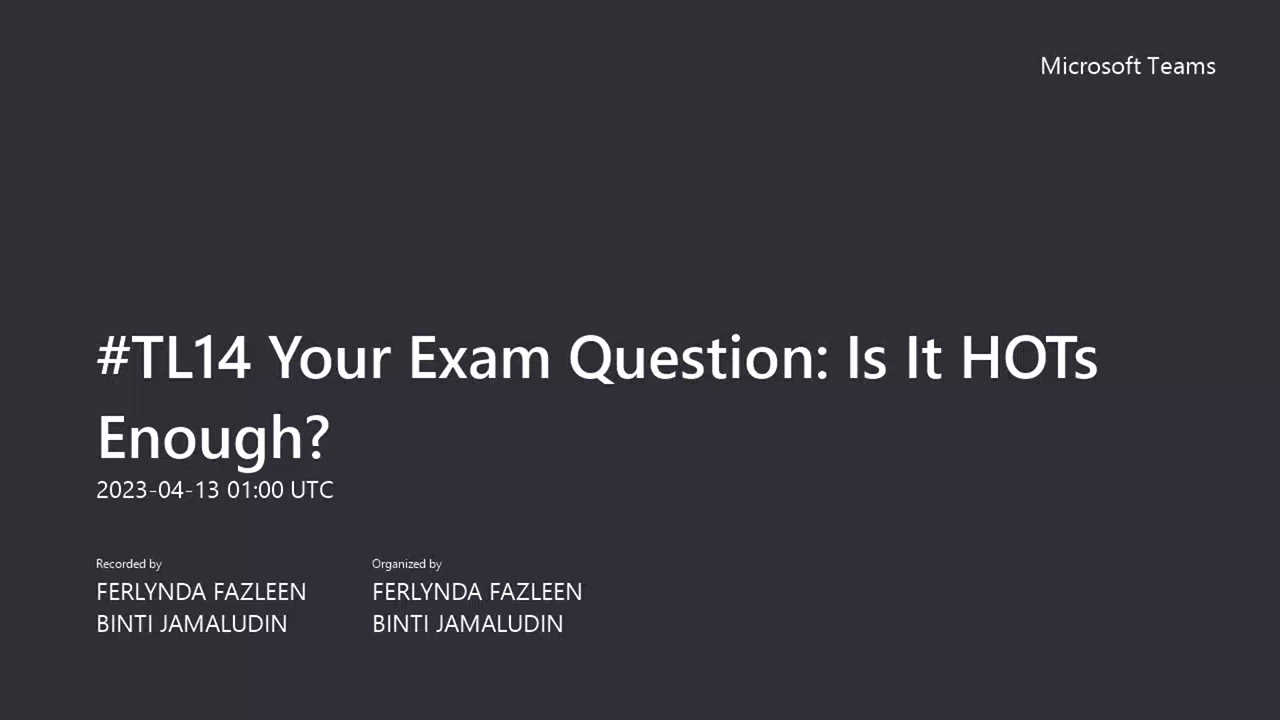 Microsoft Teams
#TL14 Your Exam Question: Is It HOTs
Enough?
2023-04-13 01:00 UTC
Recorded by
FERLYNDA FAZLEEN
BINTI JAMALUDIN
Organized by
FERLYNDA FAZLEEN
BINTI JAMALUDIN